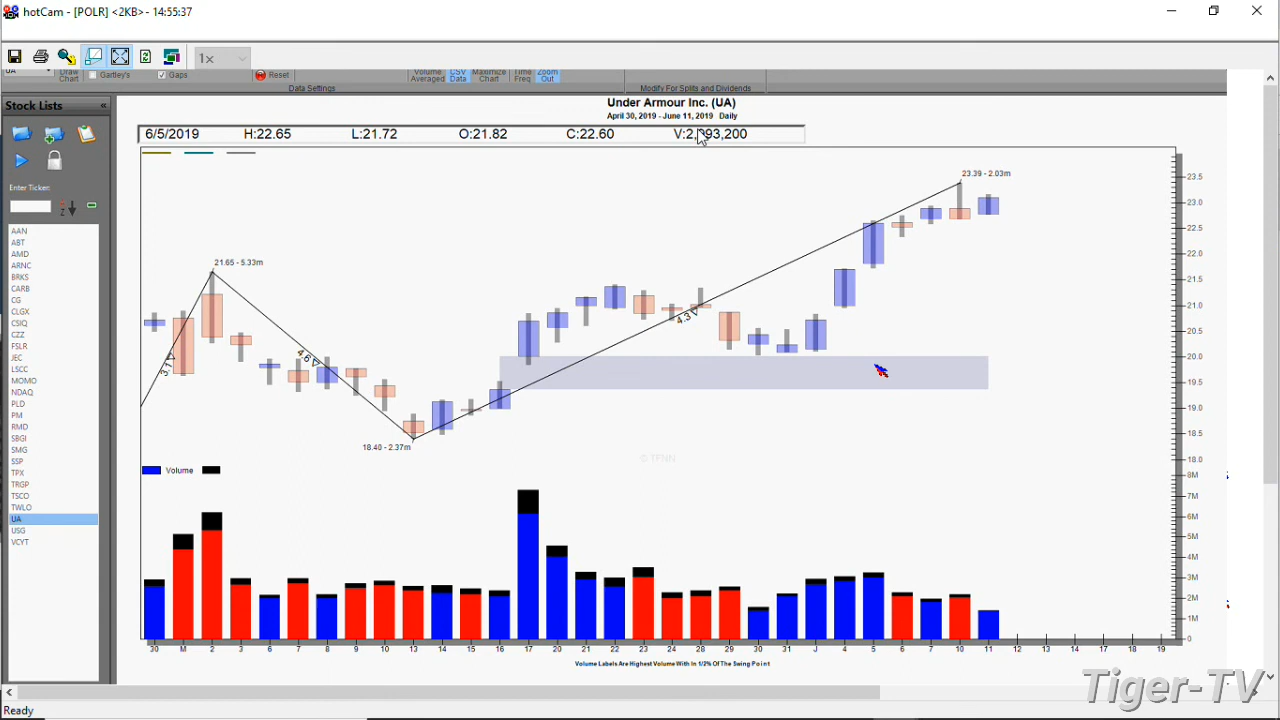 hotCam - [POLR] <2KB> - 14:55:37
1x
UA
Draw Chart
Gartley's
Gaps
Reset
Volume Averaged
CSV Data
Maximize Chart
Time Freq
Zoom Out
Data Settings
Modify For Splits and Dividends
Stock Lists
Enter Ticker:
AAN
ABT
AMD
ARNC
BRKS
CARB
CG
CLGX
CSIQ
CZZ
FSLR
JEC
LSCC
MOMO
NDAQ
PLD
PM
RMD
SBGI
SMG
SSP
TPX
TRGP
TSCO
TWLO
UA
USG
VCYT
Under Armour Inc. (UA)
April 30, 2019 - June 11, 2019 Daily
6/5/2019 H:22.65 L:21.72 O:21.82 C:22.60
23.39 - 2.03m
21.65 - 5.33m
18.40 - 2.37m
3.1
4.6
4.3
© TFNN
23.5
23.0
22.5
22.0
21.5
21.0
20.5
20.0
19.5
19.0
18.5
18.0
Volume
8M
7M
6M
5M
4M
3M
2M
1M
0
30 M 2 3 6 7 8 9 10 13 14 15 16 17 20 21 22 23 24 28 29 30 31 J 4 5 6 7 10 11 12 13 14 17 18 19
Volume Labels Are Highest Volume With In 1/2% Of The Swing Point
Tiger-TV
Ready